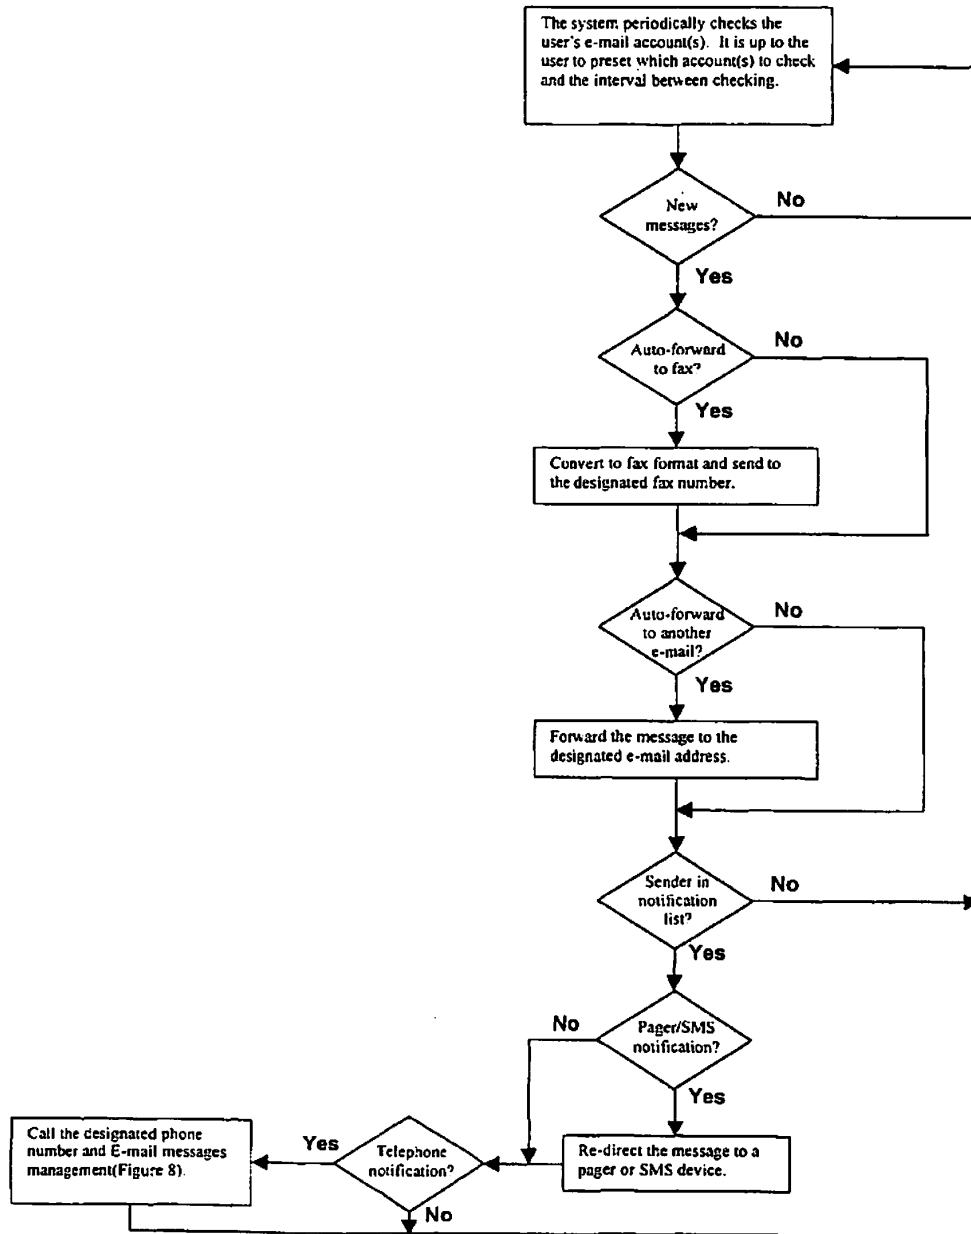 The system periodically checks the
user's e-mail account(s). It is up to the
user to preset which account(s) to check
and the interval between checking.
New
messages?
No
Yes
Auto-forward
to fax?
No
Yes
Convert to fax format and send to
the designated fax number.
Auto-forward
to another
e-mail?
No
Yes
Forward the message to the
designated e-mail address.
Sender in
notification
list?
No
Yes
Pager/SMS
notification?
No
Yes
Re-direct the message to a
pager or SMS device.
Telephone
notification?
Yes
No
Call the designated phone
number and E-mail messages
management(Figure 8).